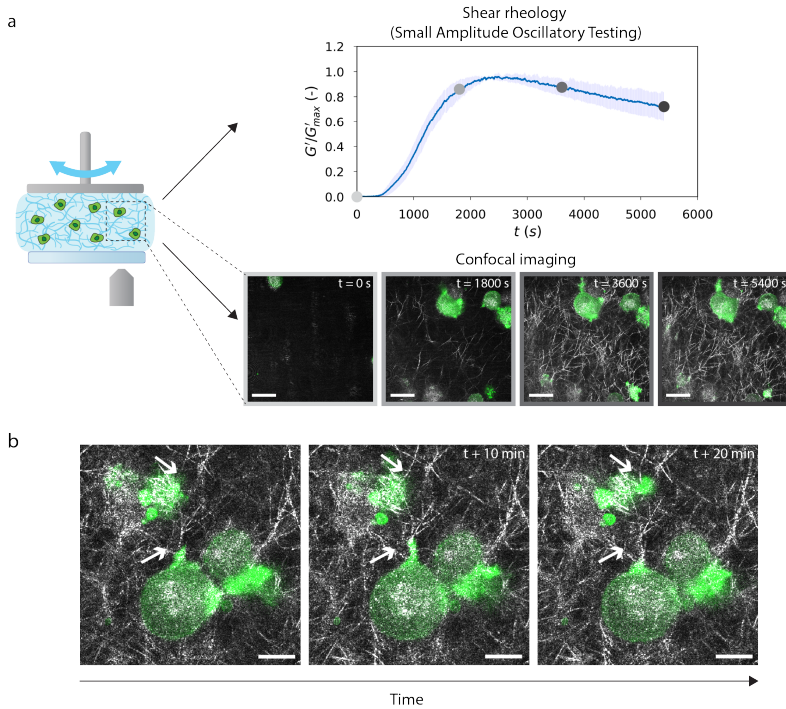 a
Shear rheology
(Small Amplitude Oscillatory Testing)
G'/G'max (-)
1.2
1.0
0.8
0.6
0.4
0.2
0.0
0 1000 2000 3000 4000 5000 6000
t (s)
Confocal imaging
t = 0 s
t = 1800 s
t = 3600 s
t = 5400 s
b
t
t + 10 min
t + 20 min
Time